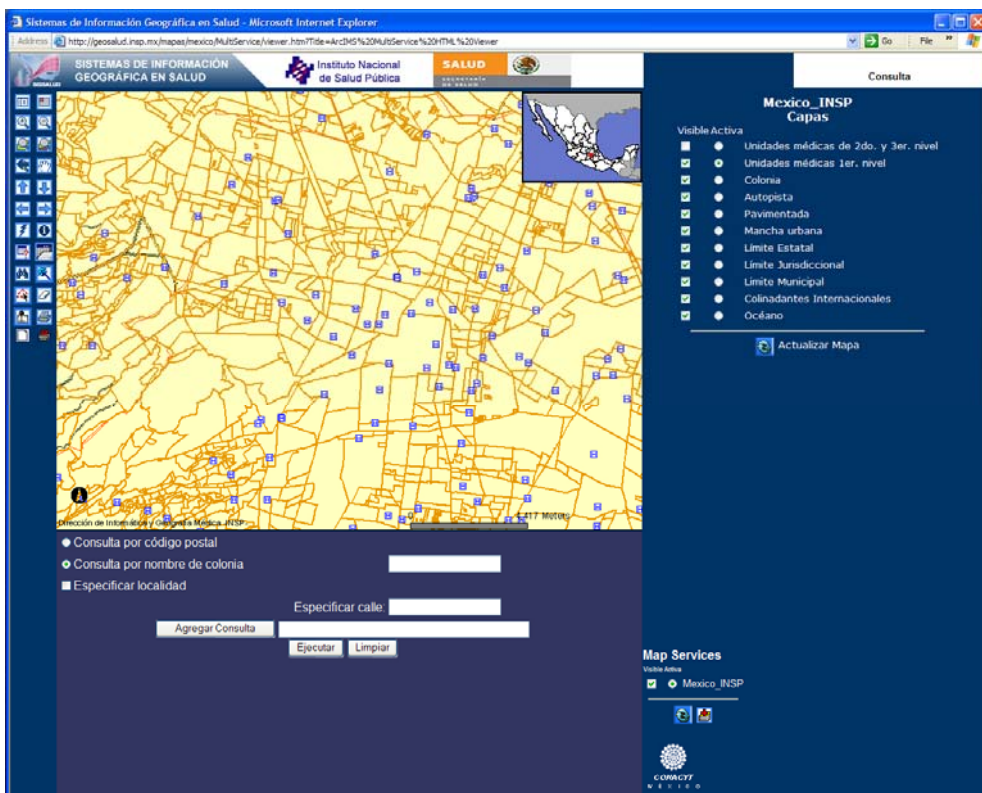 Sistemas de Información Geográfica en Salud - Microsoft Internet Explorer
Address http://geosalud.insp.mx/mapas/mexico/MultiService/viewer.htm?Title=ArcIMS%20MultiService%20HTML%20Viewer Go File »
GEOSALUD
SISTEMAS DE INFORMACIÓN
GEOGRÁFICA EN SALUD
Instituto Nacional
de Salud Pública
SALUD
Consulta
Mexico_INSP
Capas
Visible Activa
Unidades médicas de 2do. y 3er. nivel
Unidades médicas 1er. nivel
Colonia
Autopista
Pavimentada
Mancha urbana
Límite Estatal
Límite Jurisdiccional
Limite Municipal
Colinadantes Internacionales
Océano
Actualizar Mapa
Dirección de Informática y Geografía Médica. INSP
0
Consulta por código postal
Consulta por nombre de colonia
Especificar localidad
Especificar calle:
Agregar Consulta
Ejecutar Limpiar
Map Services
Visible Activa
Mexico_INSP
CONACYT
MÉXICO